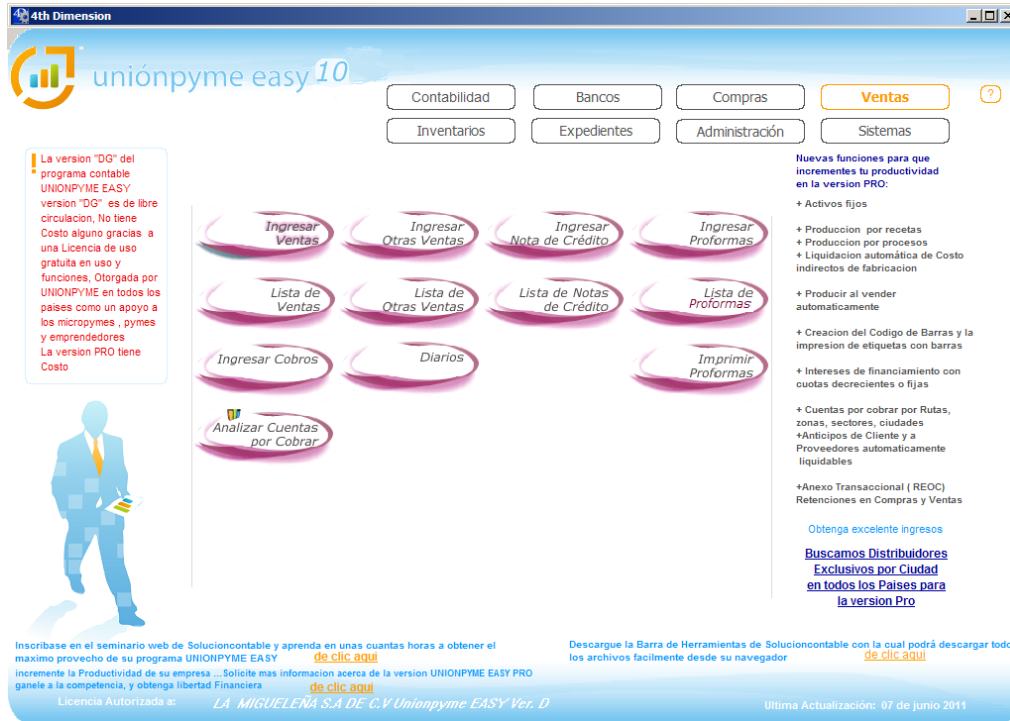 4th Dimension
uniónpyme easy 10
Contabilidad
Bancos
Compras
Ventas
?
Inventarios
Expedientes
Administración
Sistemas
! La version "DG" del
programa contable
UNIONPYME EASY
version "DG" es de libre
circulacion, No tiene
Costo alguno gracias a
una Licencia de uso
gratuita en uso y
funciones, Otorgada por
UNIONPYME en todos los
paises como un apoyo a
los micropymes , pymes
y emprendedores
La version PRO tiene
Costo
Ingresar
Ventas
Ingresar
Otras Ventas
Ingresar
Nota de Crédito
Ingresar
Proformas
Lista de
Ventas
Lista de
Otras Ventas
Lista de Notas
de Crédito
Lista de
Proformas
Ingresar Cobros
Diarios
Imprimir
Proformas
Analizar Cuentas
por Cobrar
Nuevas funciones para que
incrementes tu productividad
en la version PRO:
+ Activos fijos
+ Produccion por recetas
+ Produccion por procesos
+ Liquidacion automática de Costo
indirectos de fabricacion
+ Producir al vender
automaticamente
+ Creacion del Codigo de Barras y la
impresion de etiquetas con barras
+ Intereses de financiamiento con
cuotas decrecientes o fijas
+ Cuentas por cobrar por Rutas,
zonas, sectores, ciudades
+Anticipos de Cliente y a
Proveedores automaticamente
liquidables
+Anexo Transaccional ( REOC)
Retenciones en Compras y Ventas
Obtenga excelente ingresos
Buscamos Distribuidores
Exclusivos por Ciudad
en todos los Paises para
la version Pro
Inscribase en el seminario web de Solucioncontable y aprenda en unas cuantas horas a obtener el
maximo provecho de su programa UNIONPYME EASY de clic aqui
incremente la Productividad de su empresa ...Solicite mas informacion acerca de la version UNIONPYME EASY PRO
ganele a la competencia, y obtenga libertad Financiera de clic aqui
Descargue la Barra de Herramientas de Solucioncontable con la cual podrá descargar todo
los archivos facilmente desde su navegador de clic aqui
Licencia Autorizada a: LA MIGUELEÑA S.A DE C.V Unionpyme EASY Ver. D
Ultima Actualización: 07 de junio 2011